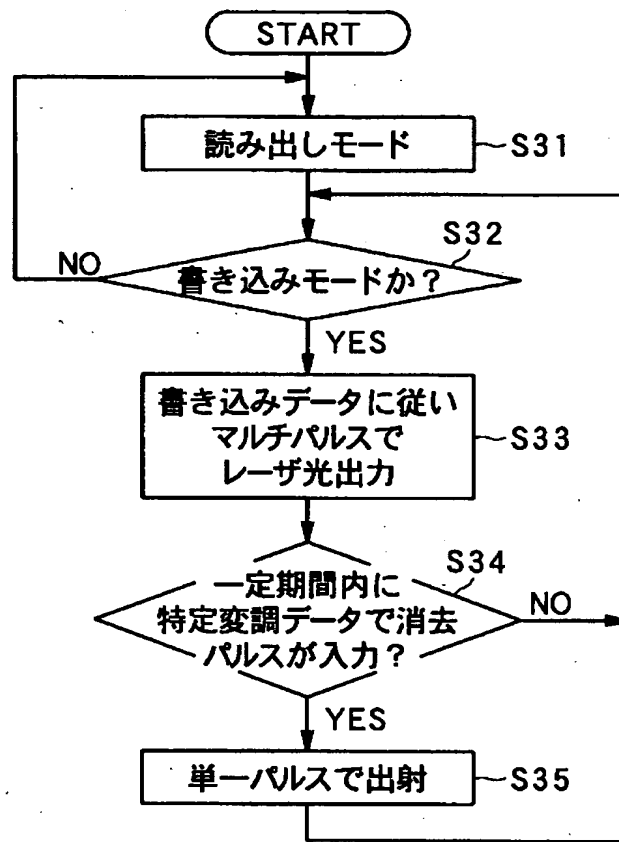 START
読み出しモード
S31
S32
NO
書き込みモードか?
YES
書き込みデータに従い
マルチパルスで
レーザ光出力
S33
S34
一定期間内に
特定変調データで消去
パルスが入力?
NO
YES
単一パルスで出射
S35